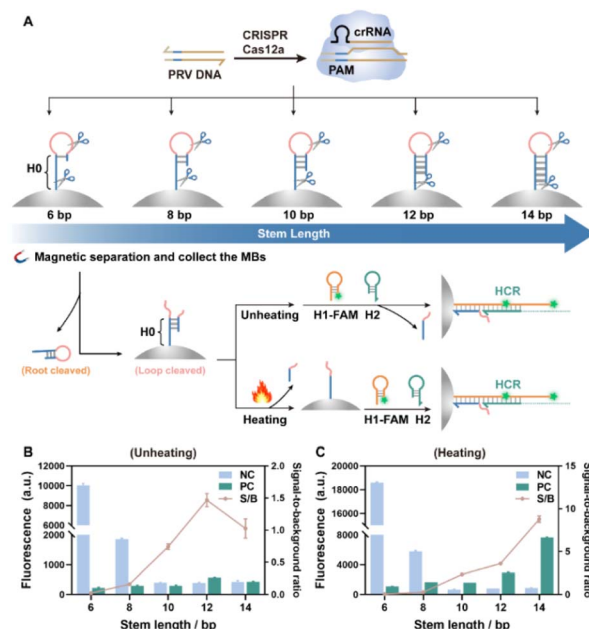 A
CRISPR
Cas12a
crRNA
PRV DNA
PAM
H0
6 bp
8 bp
10 bp
12 bp
14 bp
Stem Length
Magnetic separation and collect the MBs
HCR
Unheating
H1-FAM H2
H0
(Root cleaved)
(Loop cleaved)
HCR
Heating
H1-FAM H2
B
(Unheating)
Fluorescence (a.u.)
12000
10000
8000
6000
2000
1000
0
NC
PC
S/B
2.0
1.5
1.0
0.5
0.0
Signal-to-background ratio
6 8 10 12 14
Stem length / bp
C
(Heating)
Fluorescence (a.u.)
20000
18000
16000
14000
8000
4000
0
NC
PC
S/B
15
10
5
0
Signal-to-background ratio
6 8 10 12 14
Stem length / bp